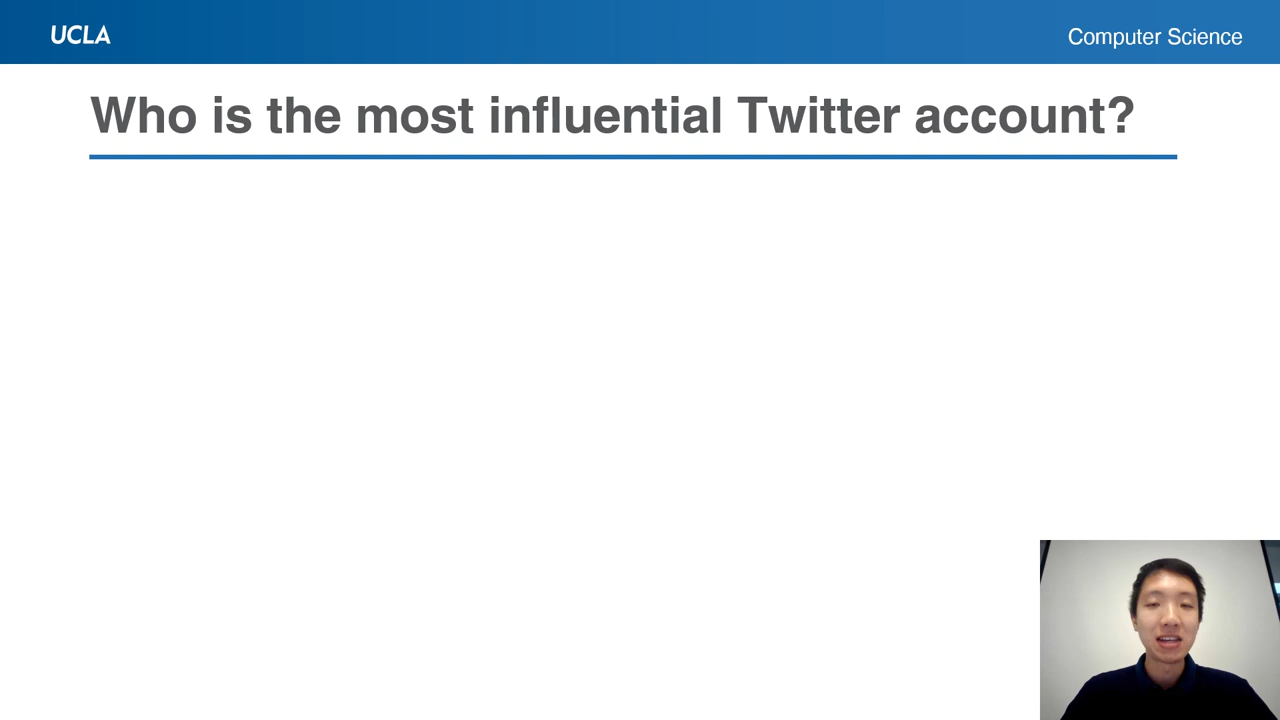 UCLA
Computer Science
Who is the most influential Twitter account?